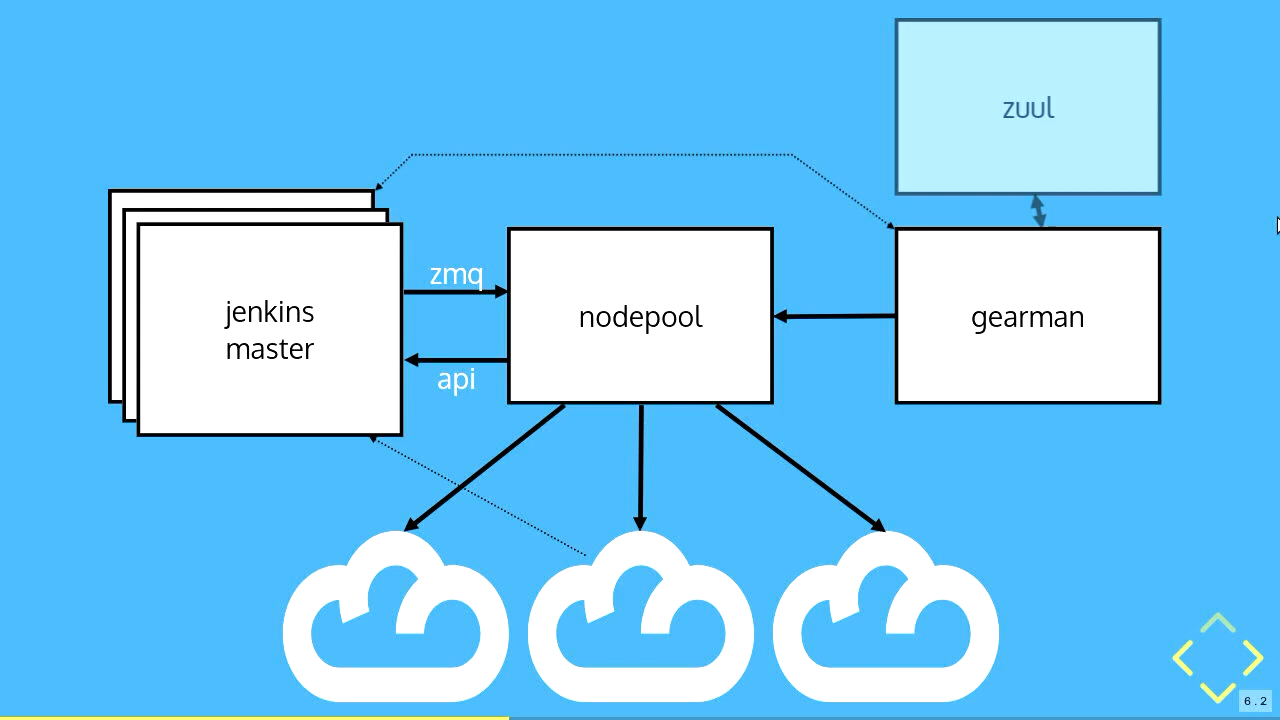 zuul
zmq
jenkins
master
nodepool
gearman
api
6.2